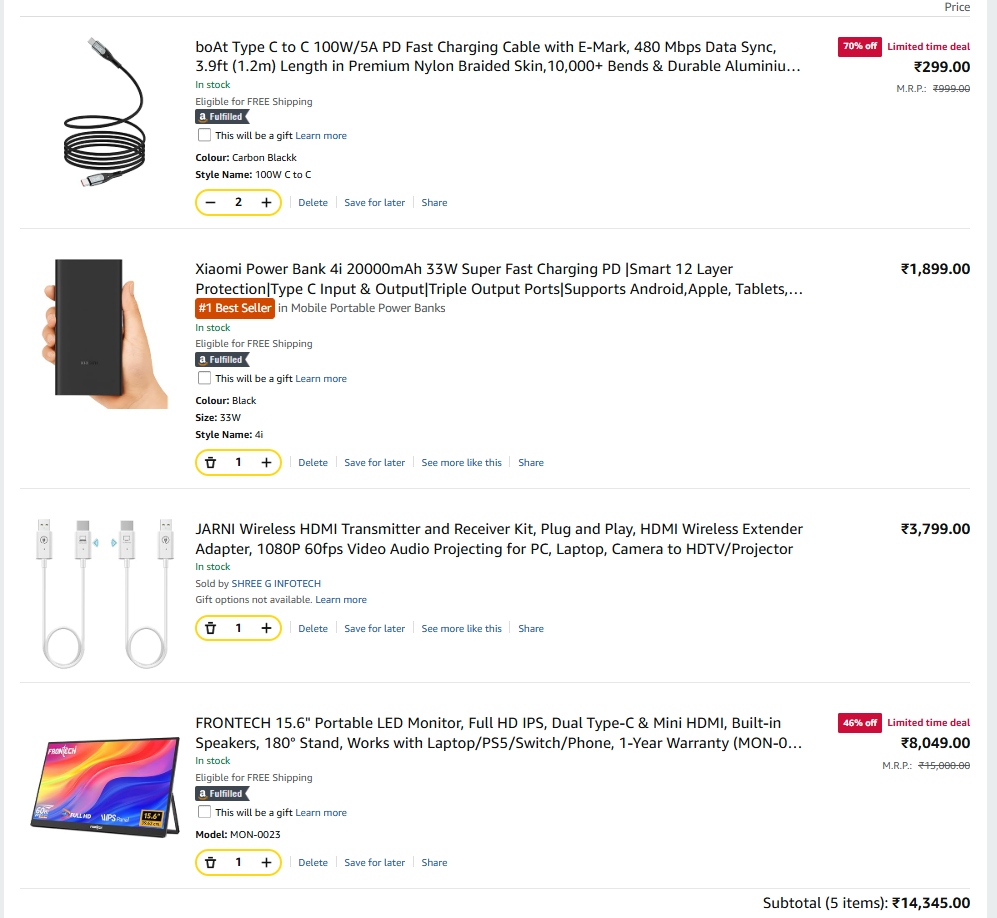 Price
boAt Type C to C 100W/5A PD Fast Charging Cable with E-Mark, 480 Mbps Data Sync,
3.9ft (1.2m) Length in Premium Nylon Braided Skin,10,000+ Bends & Durable Aluminiu…
70% off Limited time deal
₹299.00
M.R.P.: ₹999.00
In stock
Eligible for FREE Shipping
a Fulfilled
This will be a gift Learn more
Colour: Carbon Blackk
Style Name: 100W C to C
2 Delete Save for later Share
Xiaomi Power Bank 4i 20000mAh 33W Super Fast Charging PD |Smart 12 Layer
Protection|Type C Input & Output|Triple Output Ports|Supports Android,Apple, Tablets,…
₹1,899.00
#1 Best Seller in Mobile Portable Power Banks
In stock
Eligible for FREE Shipping
a Fulfilled
This will be a gift Learn more
Colour: Black
Size: 33W
Style Name: 4i
1 Delete Save for later See more like this Share
JARNI Wireless HDMI Transmitter and Receiver Kit, Plug and Play, HDMI Wireless Extender
Adapter, 1080P 60fps Video Audio Projecting for PC, Laptop, Camera to HDTV/Projector
₹3,799.00
In stock
Sold by SHREE G INFOTECH
Gift options not available. Learn more
1 Delete Save for later See more like this Share
FRONTECH 15.6" Portable LED Monitor, Full HD IPS, Dual Type-C & Mini HDMI, Built-in
Speakers, 180° Stand, Works with Laptop/PS5/Switch/Phone, 1-Year Warranty (MON-0…
46% off Limited time deal
₹8,049.00
M.R.P.: ₹15,000.00
In stock
Eligible for FREE Shipping
a Fulfilled
This will be a gift Learn more
Model: MON-0023
1 Delete Save for later Share
FRONTECH
FULL HD
IPS Panel
15.6"
Subtotal (5 items): ₹14,345.00